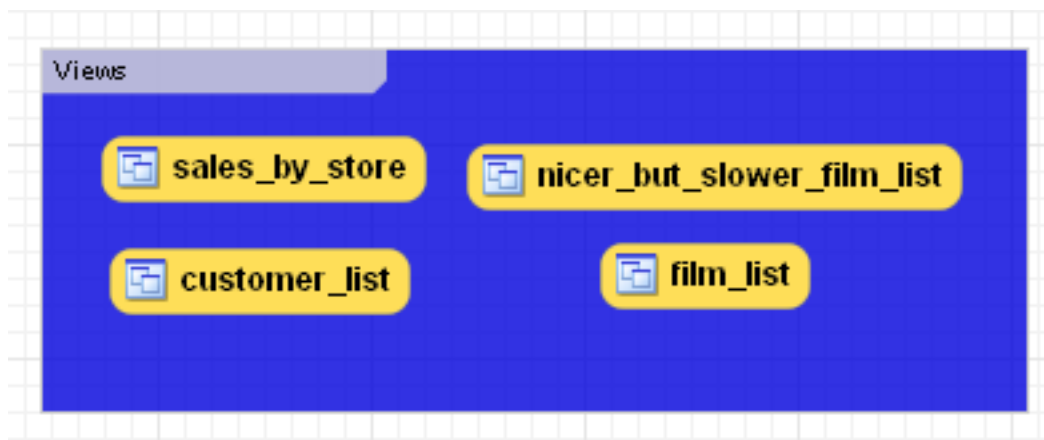 Views
sales_by_store
nicer_but_slower_film_list
customer_list
film_list